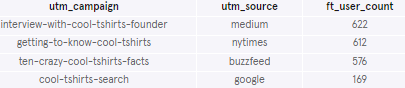 utm_campaign utm_source ft_user_count
interview-with-cool-tshirts-founder medium 622
getting-to-know-cool-tshirts nytimes 612
ten-crazy-cool-tshirts-facts buzzfeed 576
cool-tshirts-search google 169